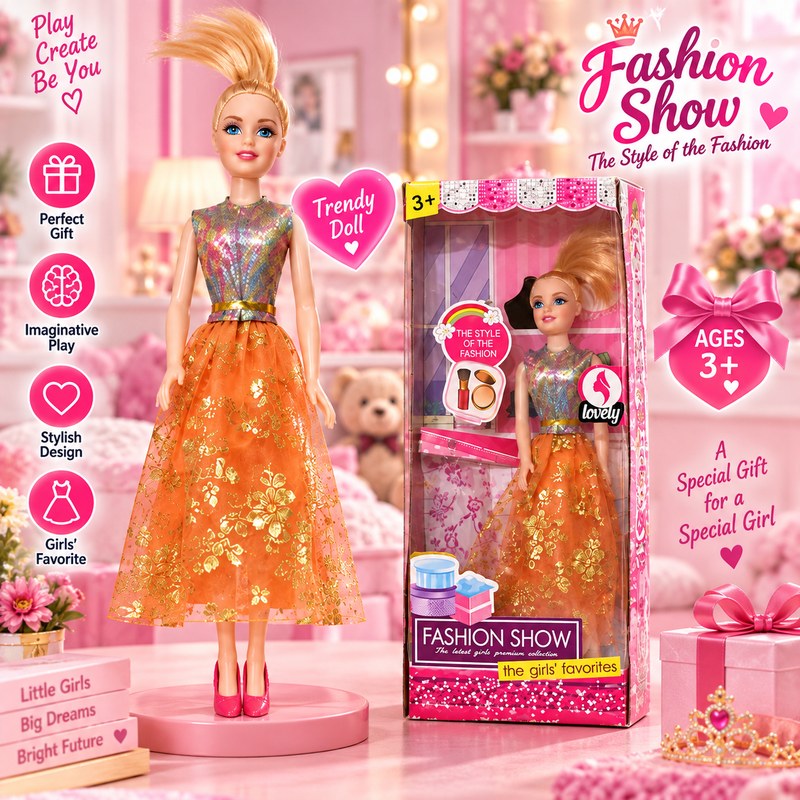 Play
Create
Be You
Fashion
Show
The Style of the Fashion
Perfect
Gift
Imaginative
Play
Stylish
Design
Girls'
Favorite
Trendy
Doll
3+
THE STYLE
OF THE
FASHION
lovely
FASHION SHOW
The latest girls premium collection
the girls' favorites
AGES
3+
A
Special Gift
for a
Special Girl
Little Girls
Big Dreams
Bright Future